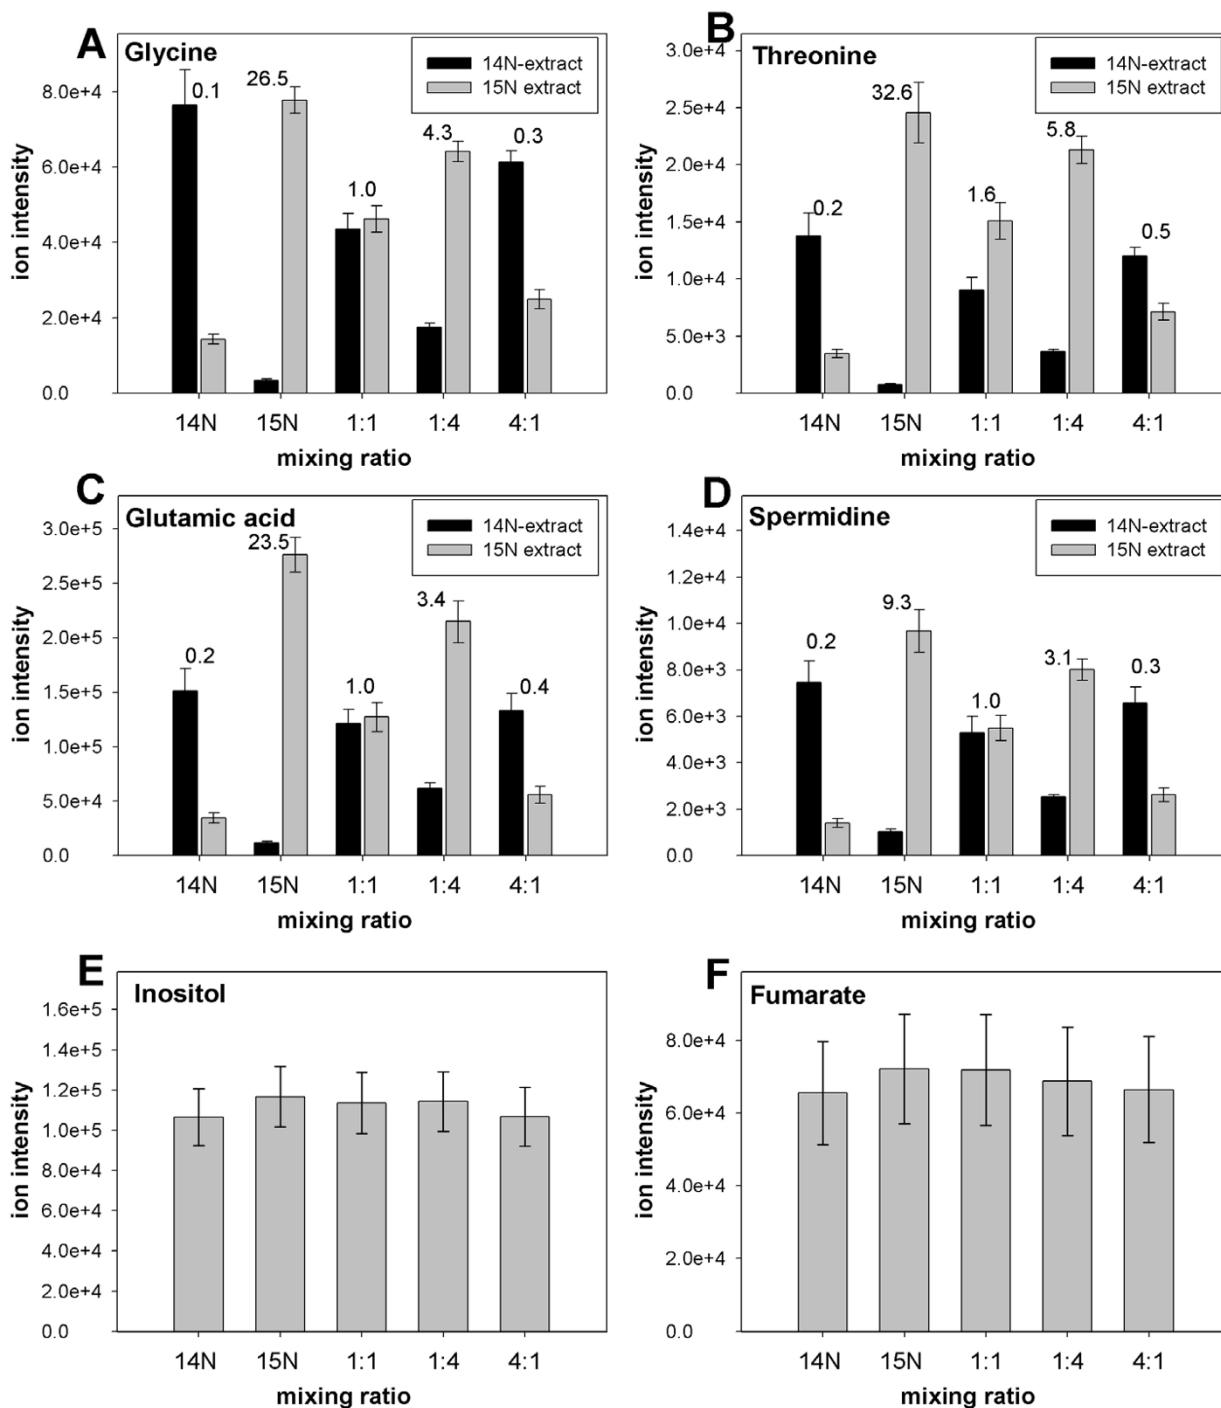 A
Glycine
14N-extract
15N extract
ion intensity
8.0e+4
6.0e+4
4.0e+4
2.0e+4
0.0
0.1
26.5
1.0
4.3
0.3
14N 15N 1:1 1:4 4:1
mixing ratio
B
Threonine
14N-extract
15N extract
ion intensity
3.0e+4
2.5e+4
2.0e+4
1.5e+4
1.0e+4
5.0e+3
0.0
0.2
32.6
1.6
5.8
0.5
14N 15N 1:1 1:4 4:1
mixing ratio
C
Glutamic acid
14N-extract
15N extract
ion intensity
3.0e+5
2.5e+5
2.0e+5
1.5e+5
1.0e+5
5.0e+4
0.0
0.2
23.5
1.0
3.4
0.4
14N 15N 1:1 1:4 4:1
mixing ratio
D
Spermidine
14N-extract
15N extract
ion intensity
1.4e+4
1.2e+4
1.0e+4
8.0e+3
6.0e+3
4.0e+3
2.0e+3
0.0
0.2
9.3
1.0
3.1
0.3
14N 15N 1:1 1:4 4:1
mixing ratio
E
Inositol
ion intensity
1.6e+5
1.4e+5
1.2e+5
1.0e+5
8.0e+4
6.0e+4
4.0e+4
2.0e+4
0.0
14N 15N 1:1 1:4 4:1
mixing ratio
F
Fumarate
ion intensity
8.0e+4
6.0e+4
4.0e+4
2.0e+4
0.0
14N 15N 1:1 1:4 4:1
mixing ratio